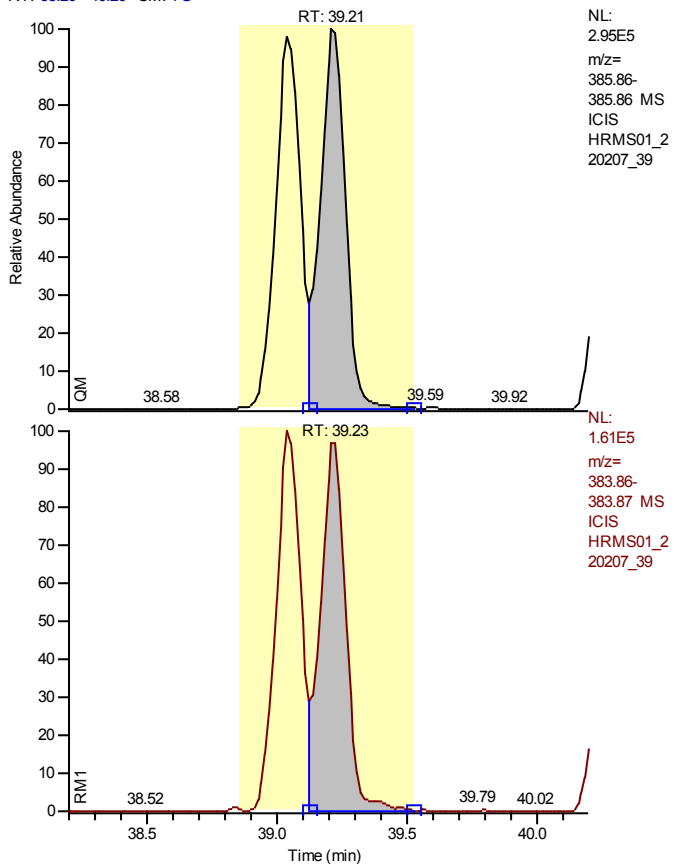 RT: 39.21
NL:
2.95E5
m/z=
385.86-
385.86 MS
ICIS
HRMS01_2
20207_39
100
90
80
70
60
50
40
30
20
10
0
Relative Abundance
QM
38.58
39.59
39.92
RT: 39.23
NL:
1.61E5
m/z=
383.86-
383.87 MS
ICIS
HRMS01_2
20207_39
100
90
80
70
60
50
40
30
20
10
0
RM1
38.52
39.79
40.02
38.5
39.0
39.5
40.0
Time (min)